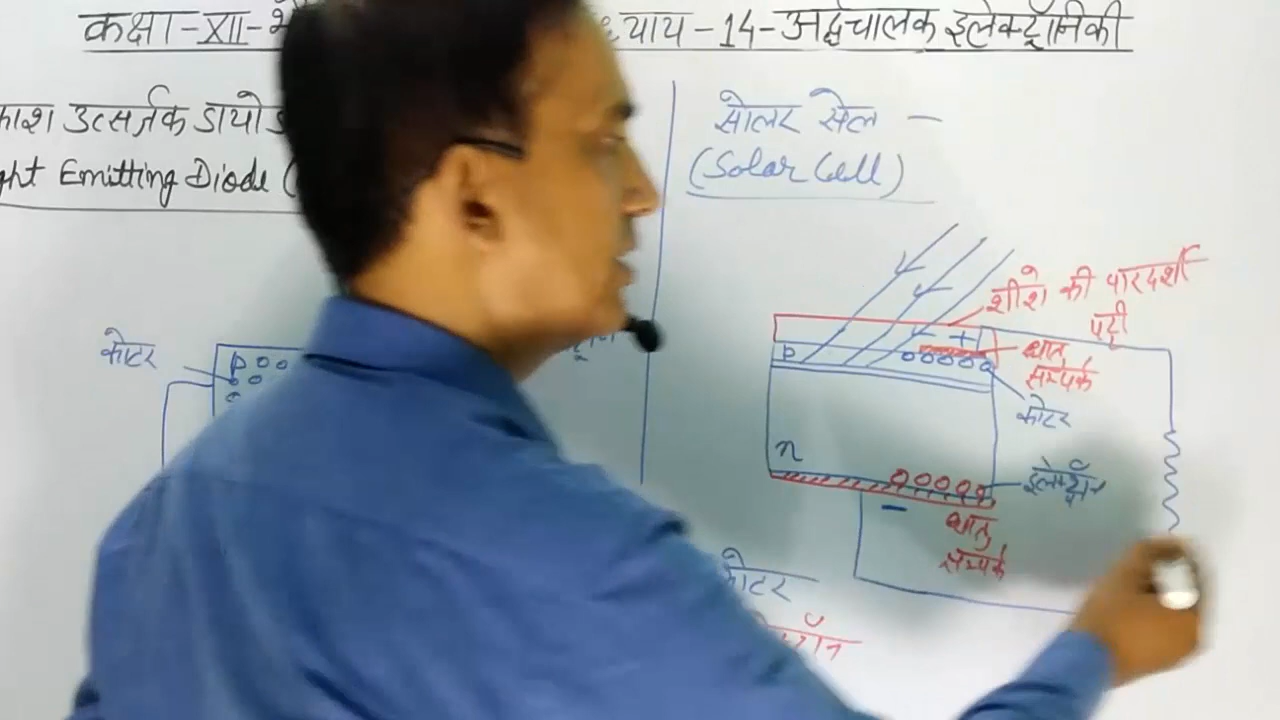 कक्षा-XII-भौ
ध्याय-14-अर्द्धचालक इलेक्ट्रॉनिकी
काश उत्सर्जक डायोड
ght Emitting Diode (
कोटर
p
सोलर सेल -
(Solar Cell)
शीशे की पारदर्शी
पट्टी
p
+
धातु
सम्पर्क
कोटर
n
इलेक्ट्रॉन
-
धातु
सम्पर्क
कोटर